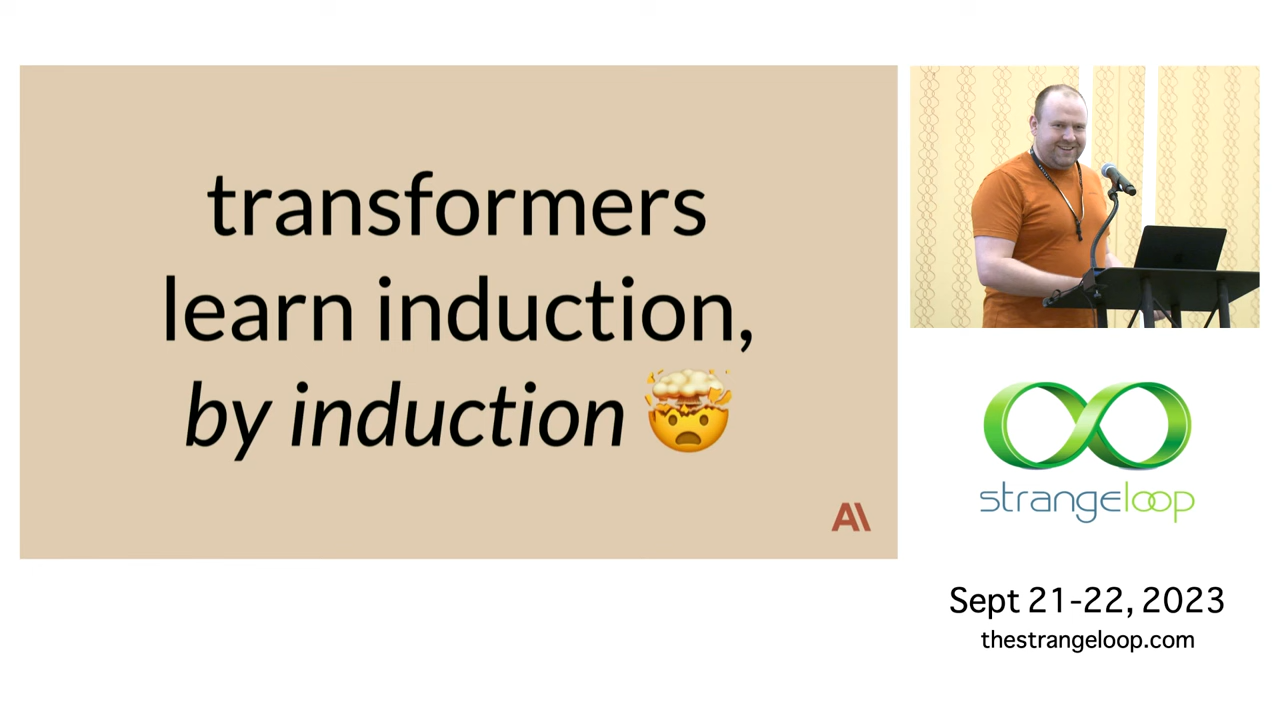 transformers
learn induction,
by induction 🤯
A\
strangeloop
Sept 21-22, 2023
thestrangeloop.com